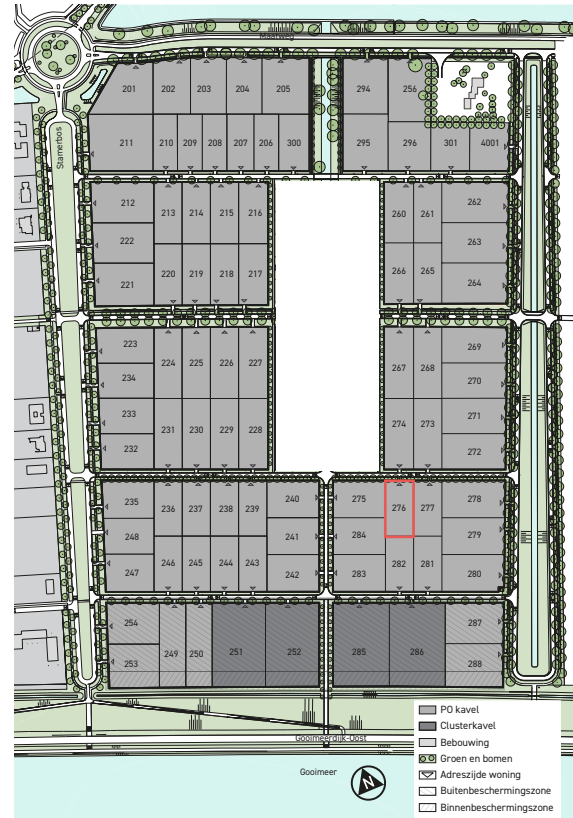 Maatweg
201 202 203 204 205 294 256
Stamerbos
211 210 209 208 207 206 300 295 296 301 4001
212 213 214 215 216 260 261 262
222 263
221 220 219 218 217 266 265 264
223 224 225 226 227 267 268 269
234 270
233 231 230 229 228 274 273 271
232 272
235 236 237 238 239 240 275 276 277 278
248 241 284 279
247 246 245 244 243 242 283 282 281 280
254 249 250 251 252 285 286 287
253 288
Gooimeerdijk-Oost
Gooimeer
N
PO kavel
Clusterkavel
Bebouwing
Groen en bomen
Adreszijde woning
Buitenbeschermingszone
Binnenbeschermingszone